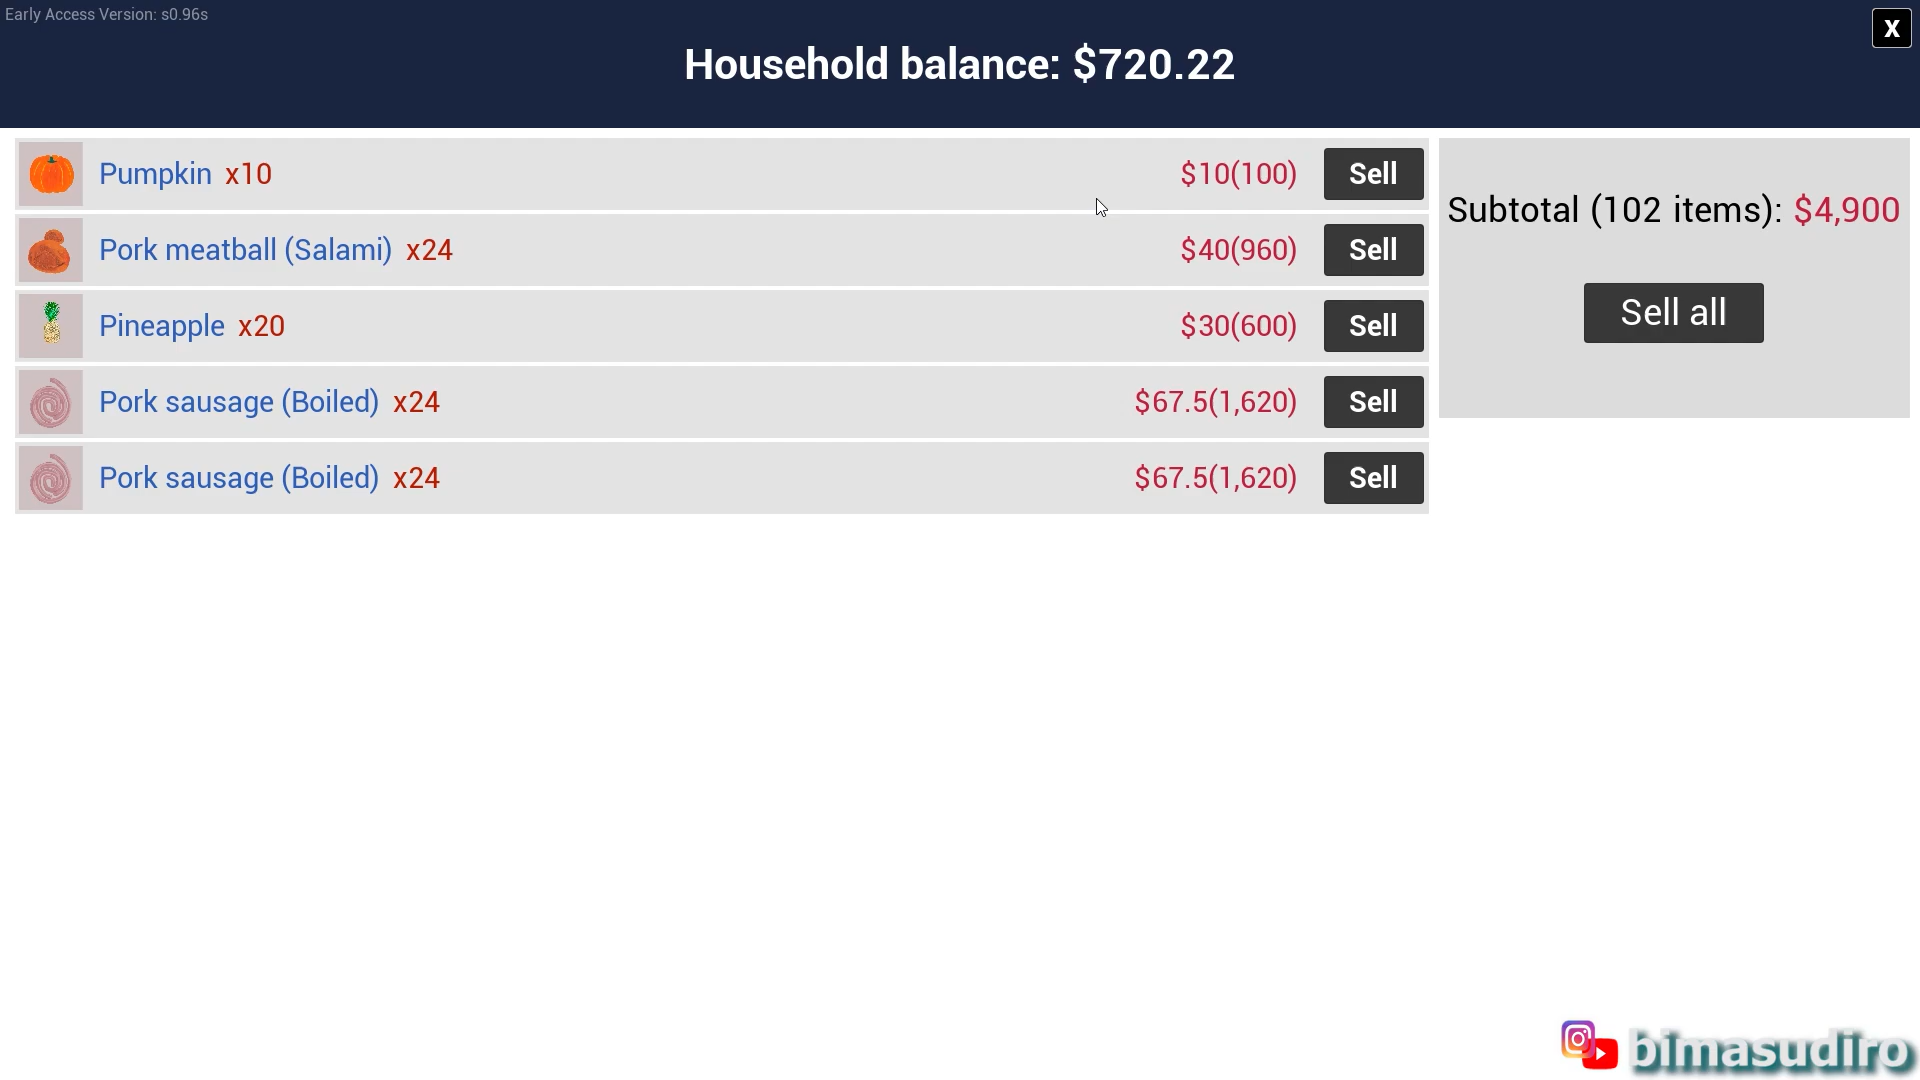 Early Access Version: s0.96s
X
Household balance: $720.22
Pumpkin x10 $10(100) Sell
Pork meatball (Salami) x24 $40(960) Sell
Pineapple x20 $30(600) Sell
Pork sausage (Boiled) x24 $67.5(1,620) Sell
Pork sausage (Boiled) x24 $67.5(1,620) Sell
Subtotal (102 items): $4,900
Sell all
bimasudiro